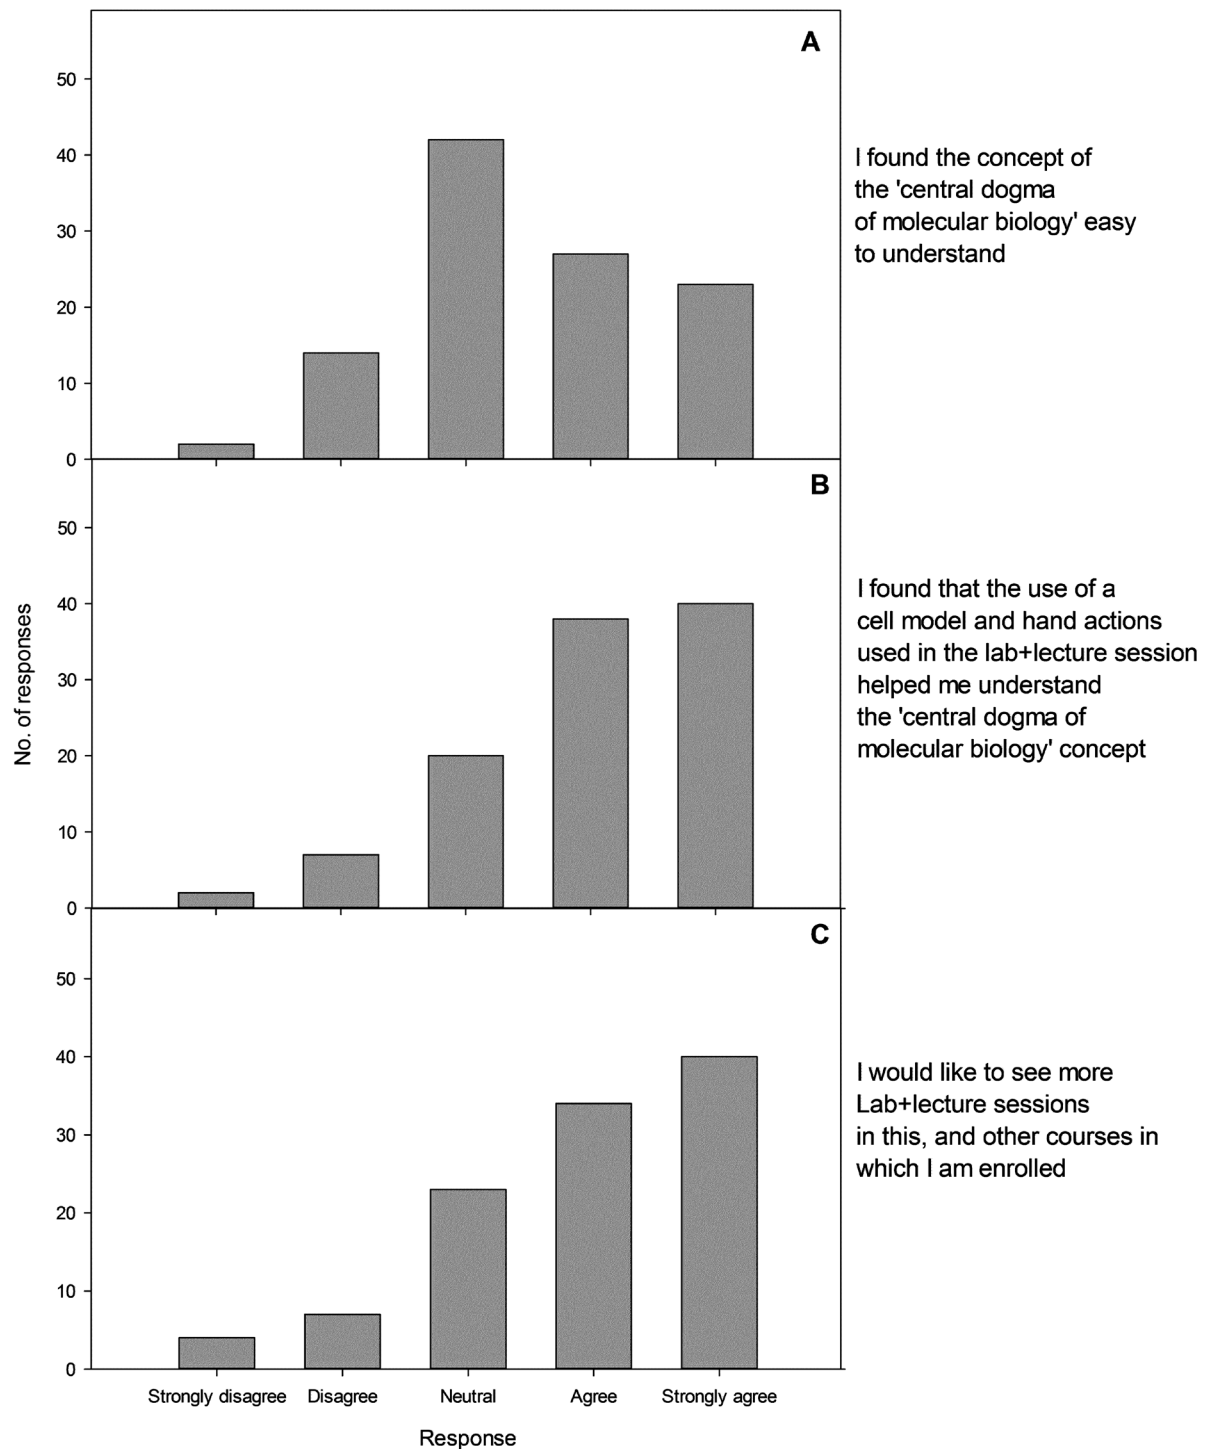 A
50
40
30
20
10
0
I found the concept of
the 'central dogma
of molecular biology' easy
to understand
B
50
40
30
20
10
0
I found that the use of a
cell model and hand actions
used in the lab+lecture session
helped me understand
the 'central dogma of
molecular biology' concept
No. of responses
C
50
40
30
20
10
0
I would like to see more
Lab+lecture sessions
in this, and other courses in
which I am enrolled
Strongly disagree Disagree Neutral Agree Strongly agree
Response